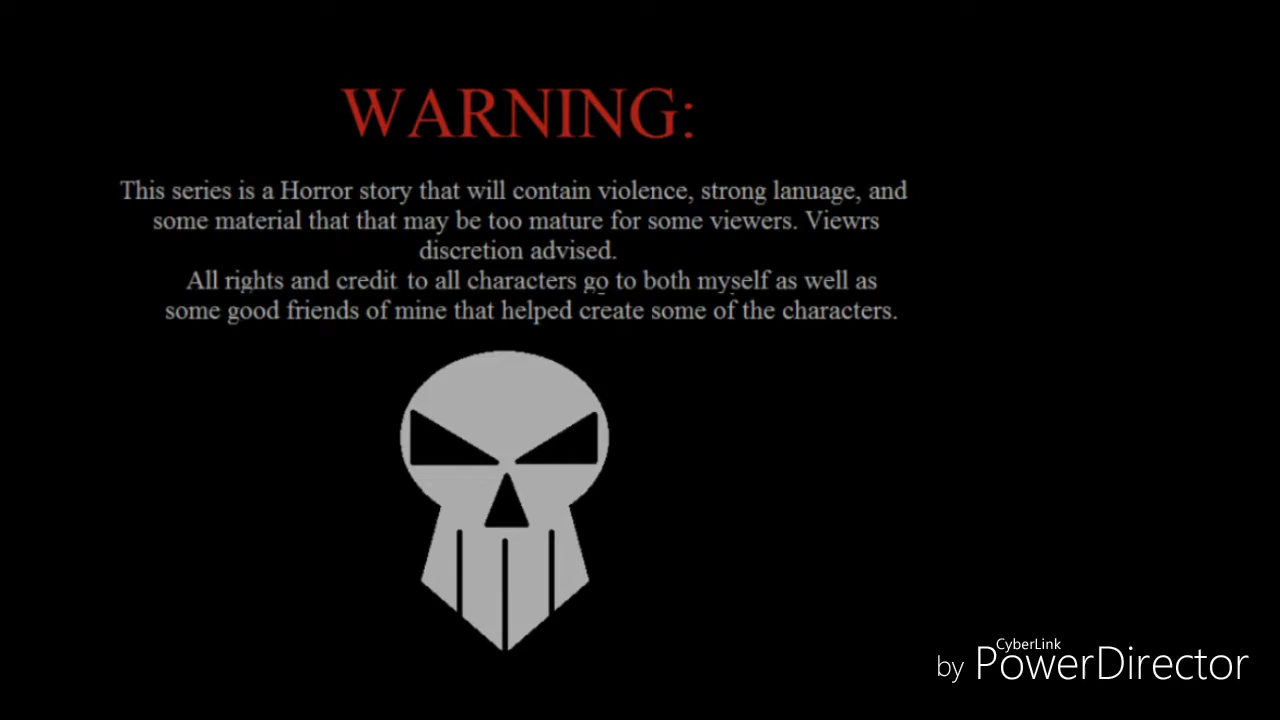 WARNING:
This series is a Horror story that will contain violence, strong lanuage, and
some material that that may be too mature for some viewers. Viewrs
discretion advised.
All rights and credit to all characters go to both myself as well as
some good friends of mine that helped create some of the characters.
CyberLink
by PowerDirector